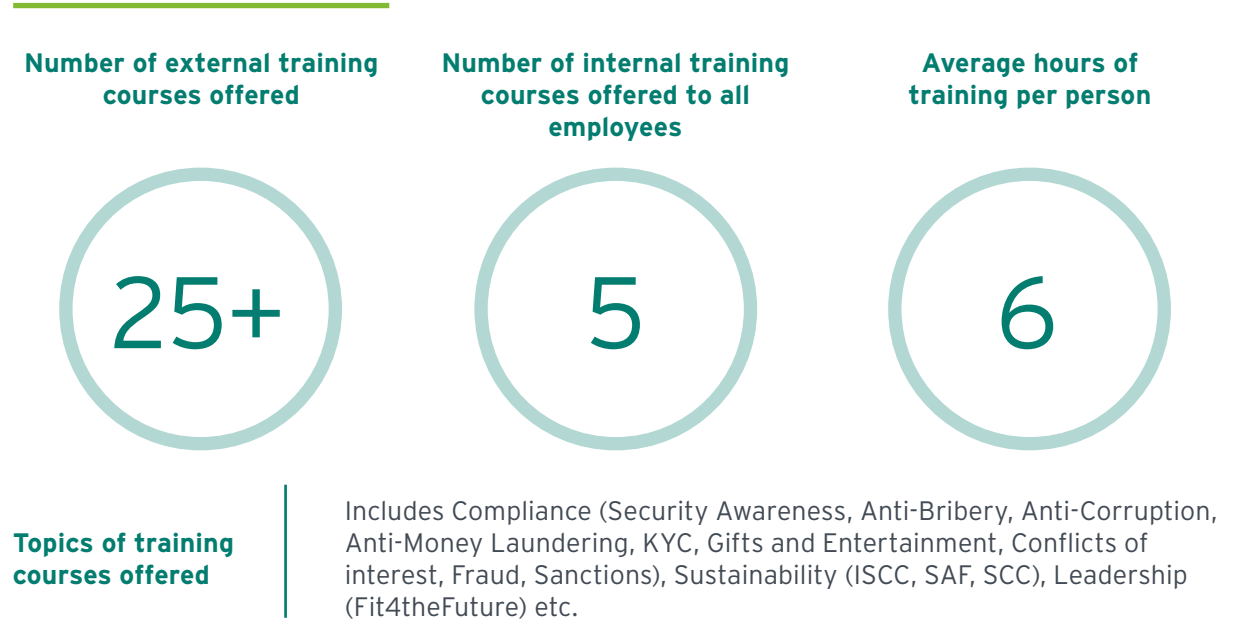 Number of external training
courses offered
Number of internal training
courses offered to all
employees
Average hours of
training per person
25+
5
6
Topics of training
courses offered
Includes Compliance (Security Awareness, Anti-Bribery, Anti-Corruption,
Anti-Money Laundering, KYC, Gifts and Entertainment, Conflicts of
interest, Fraud, Sanctions), Sustainability (ISCC, SAF, SCC), Leadership
(Fit4theFuture) etc.